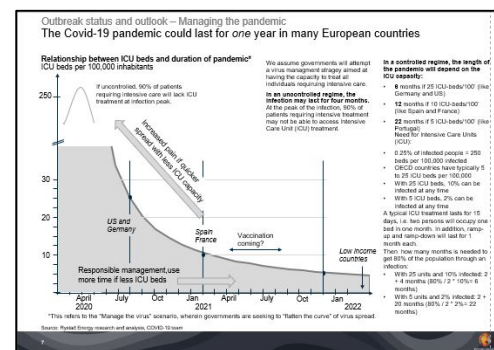 Outbreak status and outlook – Managing the pandemic
The Covid-19 pandemic could last for one year in many European countries
Relationship between ICU beds and duration of pandemic*
ICU beds per 100,000 inhabitants
250
30
20
10
If uncontrolled, 90% of patients
requiring intensive care will lack ICU
treatment at infection peak.
Increased pain if quicker
spread with less ICU capacity
US and
Germany
Spain
France
Vaccination
coming?
Low income
countries
Responsible management,use
more time if less ICU beds
April
2020
July
Oct
Jan
2021
April
July
Oct
Jan
2022
We assume governments will attempt
a virus managment stragey aimed at
having the capacity to treat all
individuals requiruing intensive care.
In an uncontrolled regime, the
infection may last for four months.
At the peak of the infection, 90% of
patients requiring intensive treatment
may not be able to access Intensive
Care Unit (ICU) treatment.
In a controlled regime, the length of
the pandemic will depend on the
ICU capacity:
• 6 months if 25 ICU-beds/100' (like
Germany and US)
• 12 months if 10 ICU-beds/100'
(like Spain and France)
• 22 months if 5 ICU-beds/100' (like
Portugal)
Need for Intensive Care Units
(ICU):
• 0.25% of infected people = 250
beds per 100,000 infected
• OECD countries have typically 5
to 25 ICU beds per 100,000
• With 25 ICU beds, 10% can be
infected at any time
• With 5 ICU beds, 2% can be
infected at any time
A typical ICU treatment lasts for 15
days, i.e. two persons will occupy one
bed in one month. In addition, ramp-
up and ramp-down will last for 1
month each.
Then: how many months is needed to
get 80% of the population through an
infection:
• With 25 units and 10% infected: 2
+ 4 months (80% / 2 * 10%= 6
months)
• With 5 units and 2% infected: 2 +
20 months (80% / 2 * 2%= 22
months)
*This refers to the "Manage the virus" scenario, wherein governments are seeking to "flatten the curve" of virus spread.
Source: Rystad Energy research and analysis, COVID-19 team
7